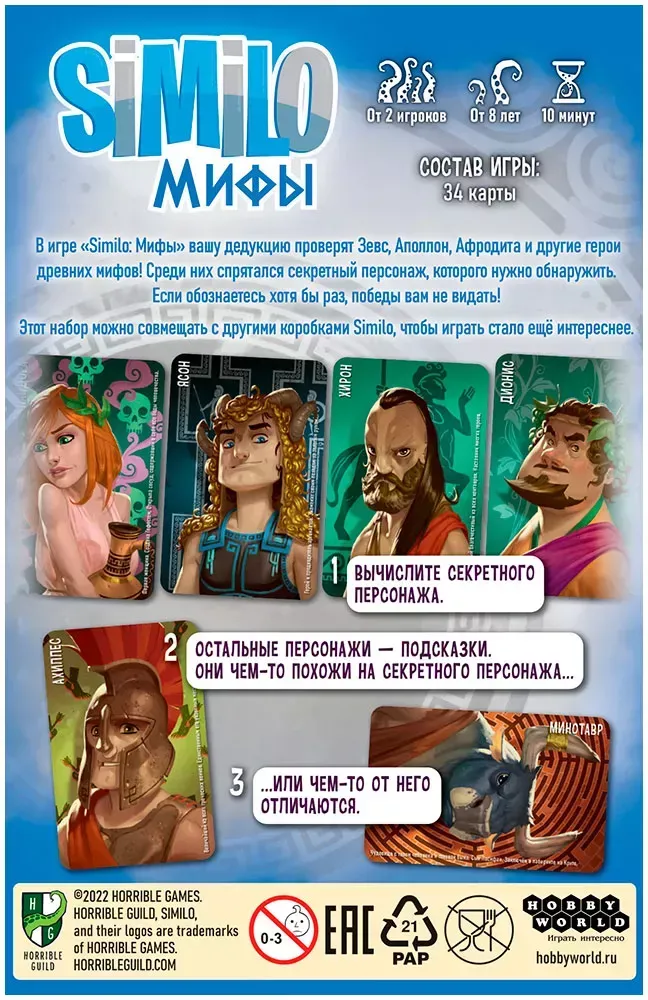 SiMiLO
МИФЫ
От 2 игроков
От 8 лет
10 минут
СОСТАВ ИГРЫ:
34 карты
В игре «Similo: Мифы» вашу дедукцию проверят Зевс, Аполлон, Афродита и другие герои
древних мифов! Среди них спрятался секретный персонаж, которого нужно обнаружить.
Если обознаетесь хотя бы раз, победы вам не видать!
Этот набор можно совмещать с другими коробками Similo, чтобы играть стало ещё интереснее.
ЯСОН
ХИРОН
ДИОНИС
1 ВЫЧИСЛИТЕ СЕКРЕТНОГО
ПЕРСОНАЖА.
АХИЛЛЕС
2 ОСТАЛЬНЫЕ ПЕРСОНАЖИ — ПОДСКАЗКИ.
ОНИ ЧЕМ-ТО ПОХОЖИ НА СЕКРЕТНОГО ПЕРСОНАЖА...
МИНОТАВР
3 ...ИЛИ ЧЕМ-ТО ОТ НЕГО
ОТЛИЧАЮТСЯ.
H G
HORRIBLE
GUILD
©2022 HORRIBLE GAMES.
HORRIBLE GUILD, SIMILO,
and their logos are trademarks
of HORRIBLE GAMES.
HORRIBLEGUILD.COM
0-3
EAC
21
PAP
HOBBY
WORLD
Играть интересно
hobbyworld.ru